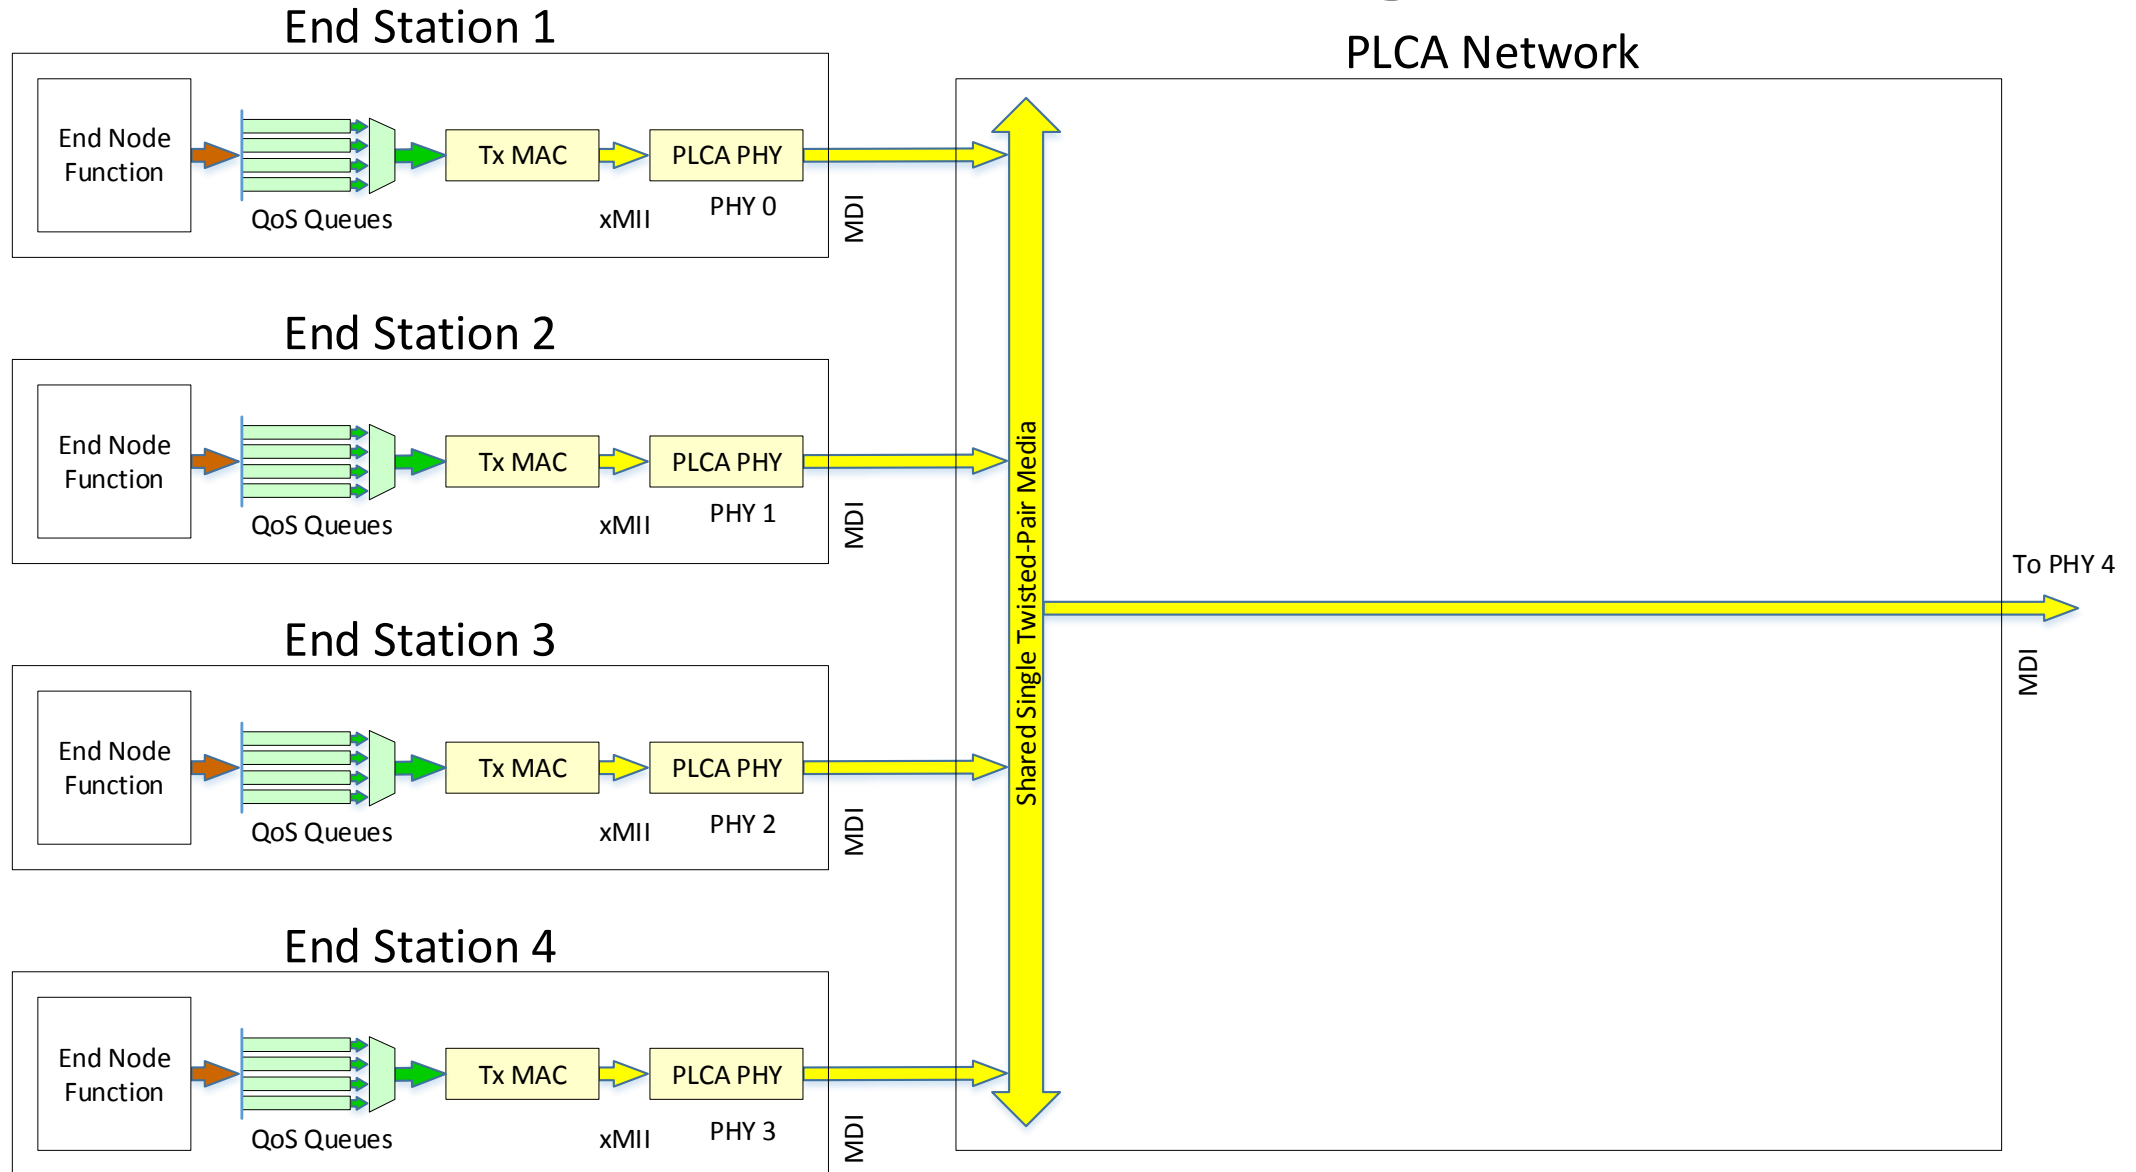 End Station 1
PLCA Network
End Node
Function
QoS Queues
Tx MAC
xMII
PLCA PHY
PHY 0
MDI
End Station 2
End Node
Function
QoS Queues
Tx MAC
xMII
PLCA PHY
PHY 1
MDI
Shared Single Twisted-Pair Media
To PHY 4
MDI
End Station 3
End Node
Function
QoS Queues
Tx MAC
xMII
PLCA PHY
PHY 2
MDI
End Station 4
End Node
Function
QoS Queues
Tx MAC
xMII
PLCA PHY
PHY 3
MDI